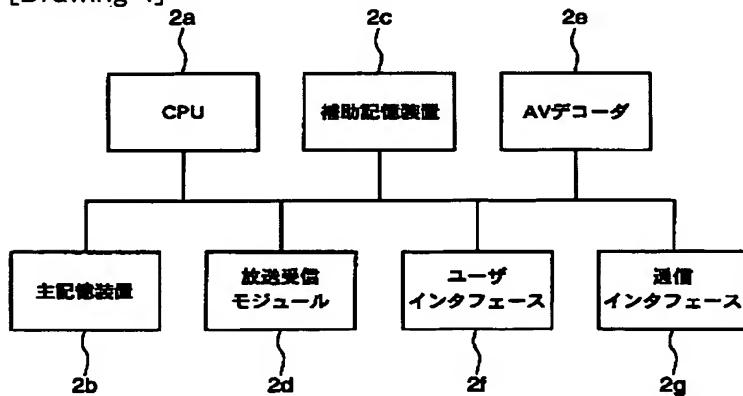 2a 2c 2e
CPU 補助記憶装置 AVデコーダ
主記憶装置
放送受信
モジュール
ユーザ
インタフェース
通信
インタフェース
2b 2d 2f 2g